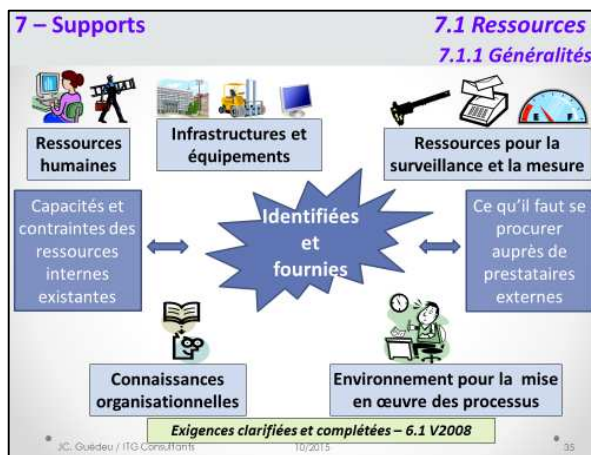 7 – Supports
7.1 Ressources
7.1.1 Généralités
Ressources
humaines
Infrastructures et
équipements
Ressources pour la
surveillance et la mesure
Capacités et
contraintes des
ressources
internes
existantes
Identifiées
et
fournies
Ce qu'il faut se
procurer
auprès de
prestataires
externes
Connaissances
organisationnelles
Environnement pour la mise
en œuvre des processus
Exigences clarifiées et complétées – 6.1 V2008
JC. Guédeu / ITG Consultants
10/2015
35